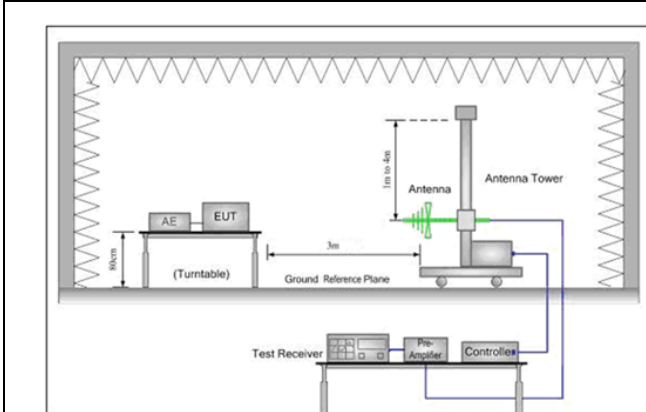 1m to 4m
Antenna
Antenna Tower
AE
EUT
80cm
(Turntable)
3m
Ground Reference Plane
Test Receiver
Pre-
Amplifier
Controller